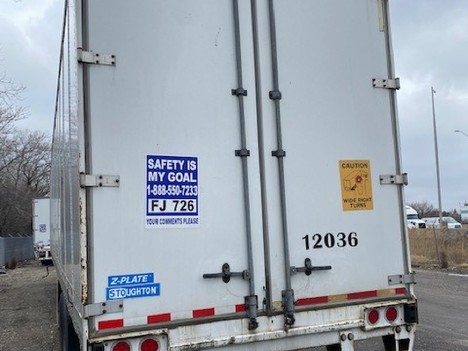 SAFETY IS
MY GOAL
1-888-550-7233
FJ 726
YOUR COMMENTS PLEASE
CAUTION
WIDE RIGHT
TURNS
12036
Z-PLATE
STOUGHTON